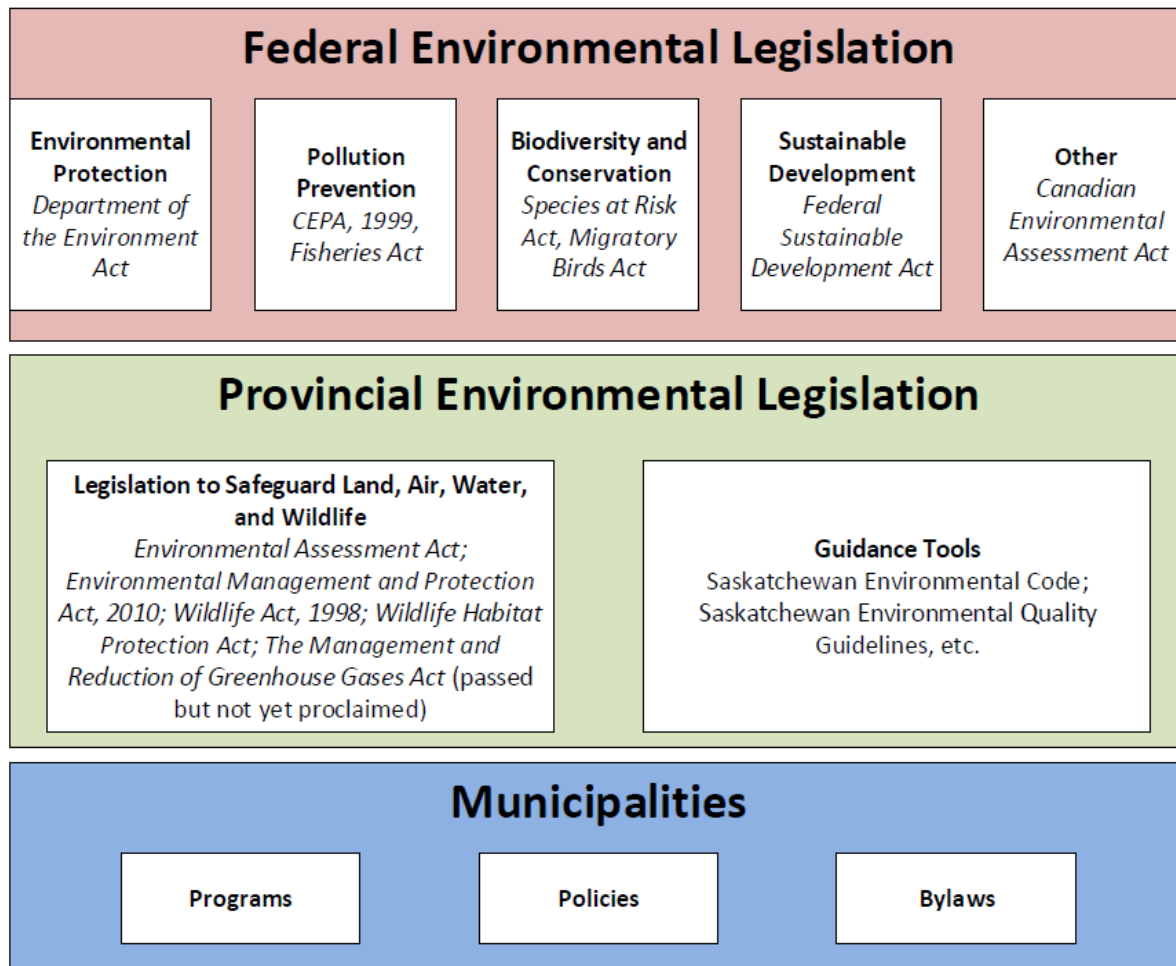 Federal Environmental Legislation
Environmental
Protection
Department of
the Environment
Act
Pollution
Prevention
CEPA, 1999,
Fisheries Act
Biodiversity and
Conservation
Species at Risk
Act, Migratory
Birds Act
Sustainable
Development
Federal
Sustainable
Development Act
Other
Canadian
Environmental
Assessment Act
Provincial Environmental Legislation
Legislation to Safeguard Land, Air, Water,
and Wildlife
Environmental Assessment Act;
Environmental Management and Protection
Act, 2010; Wildlife Act, 1998; Wildlife Habitat
Protection Act; The Management and
Reduction of Greenhouse Gases Act (passed
but not yet proclaimed)
Guidance Tools
Saskatchewan Environmental Code;
Saskatchewan Environmental Quality
Guidelines, etc.
Municipalities
Programs
Policies
Bylaws